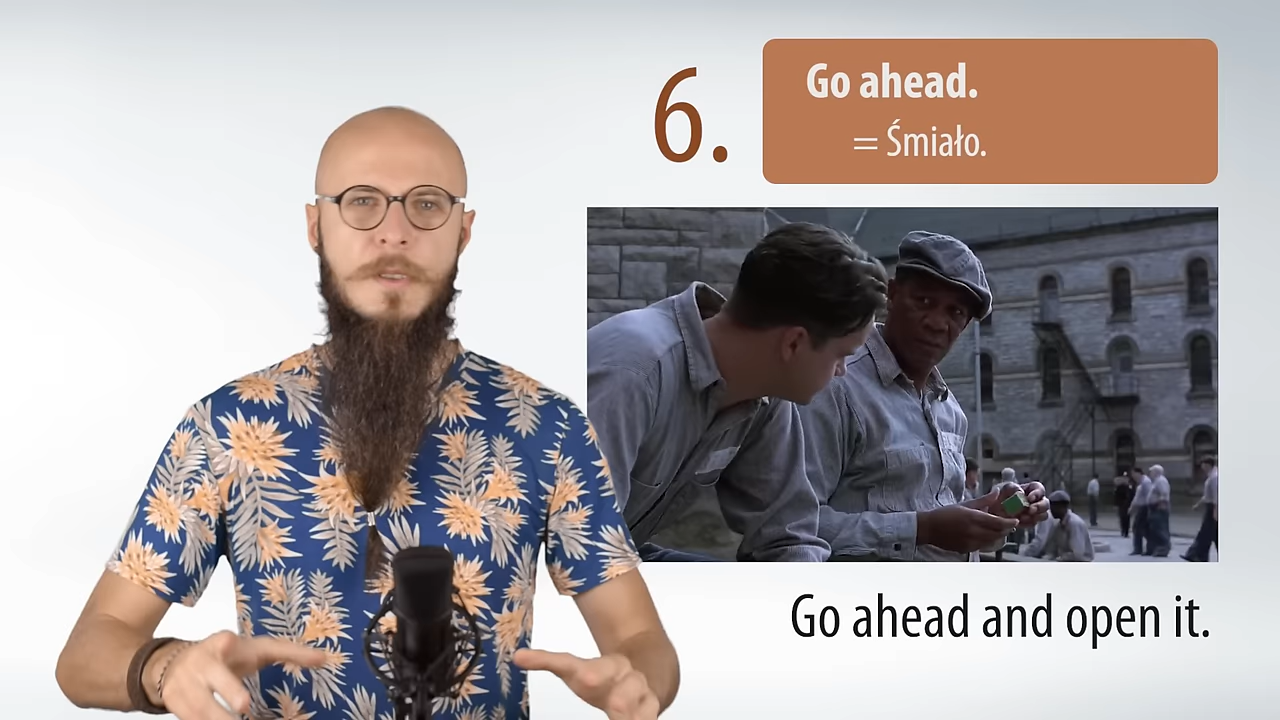 6.
Go ahead.
= Śmiało.
Go ahead and open it.